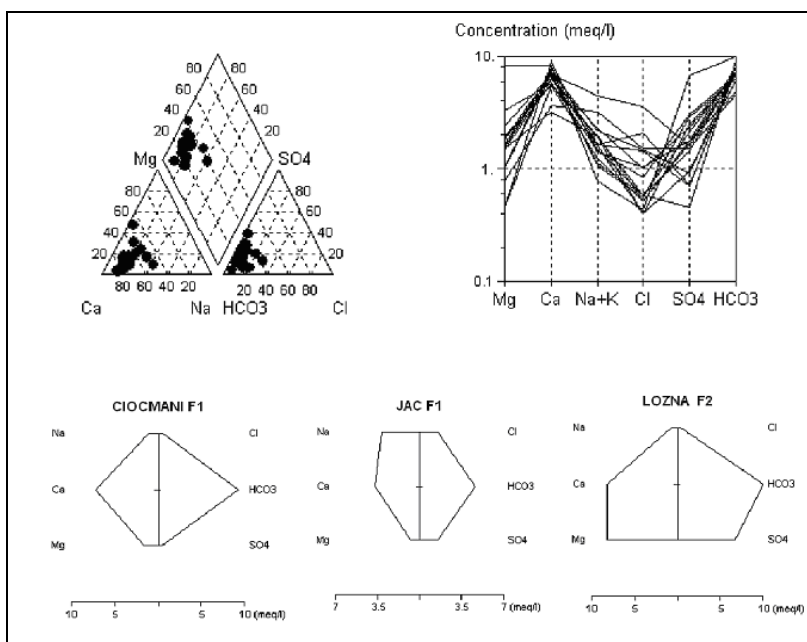 Concentration (meq/l)
80 80
60 60
40 40
20 20
Mg SO4
80 80
60 60
40 40
20 20
80 60 40 20 20 40 60 80
Ca Na HCO3 Cl
10.
1.
0.1
Mg Ca Na+K Cl SO4 HCO3
CIOCMANI F1
Na Cl
Ca HCO3
Mg SO4
10 5 5 10 (meq/l)
JAC F1
Na Cl
Ca HCO3
Mg SO4
7 3.5 3.5 7 (meq/l)
LOZNA F2
Na Cl
Ca HCO3
Mg SO4
10 5 5 10 (meq/l)